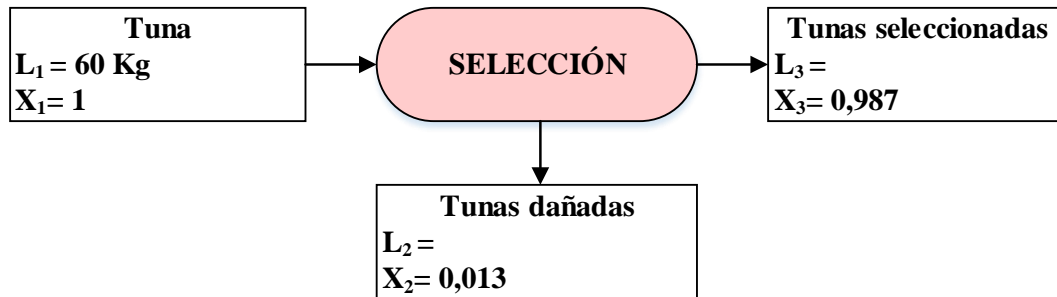 Tuna
L₁ = 60 Kg
X₁= 1
SELECCIÓN
Tunas seleccionadas
L₃ =
X₃= 0,987
Tunas dañadas
L₂ =
X₂= 0,013